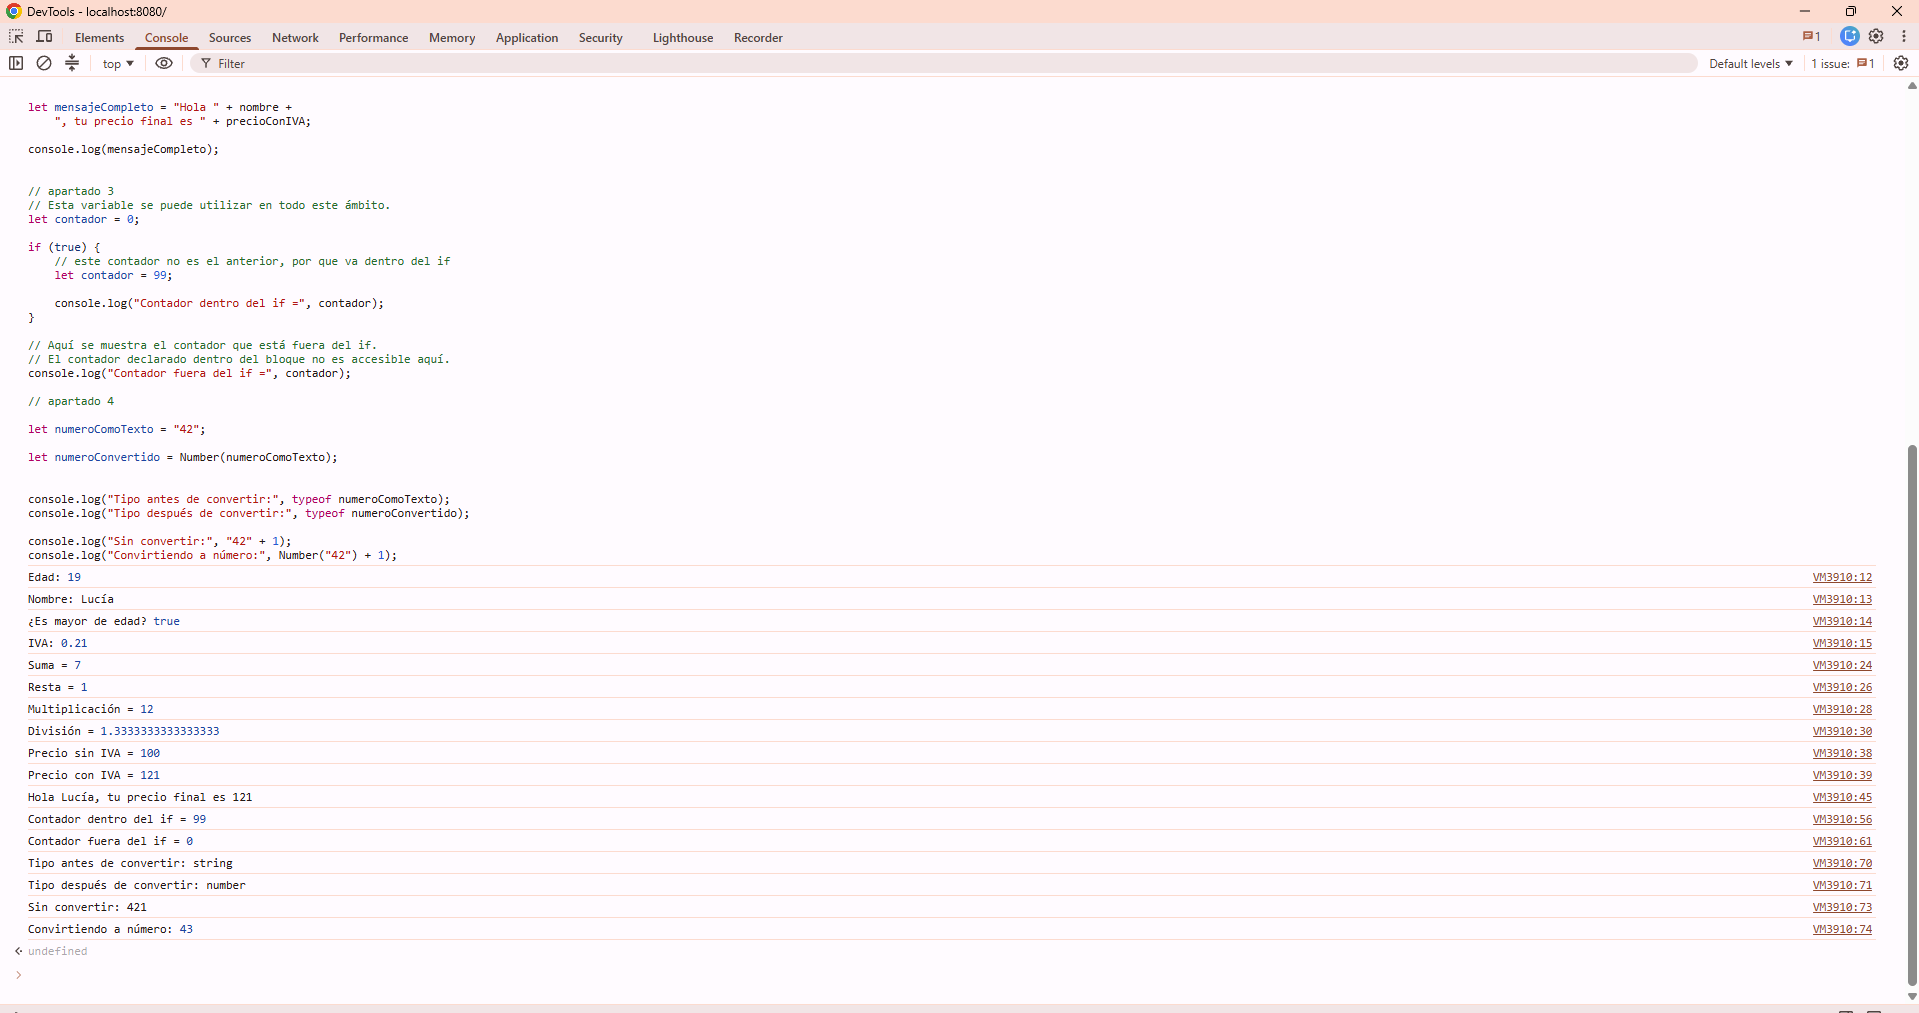 DevTools - localhost:8080/
Elements Console Sources Network Performance Memory Application Security Lighthouse Recorder 1
top Filter Default levels 1 issue: 1
let mensajeCompleto = "Hola " + nombre +
", tu precio final es " + precioConIVA;
console.log(mensajeCompleto);
// apartado 3
// Esta variable se puede utilizar en todo este ámbito.
let contador = 0;
if (true) {
// este contador no es el anterior, por que va dentro del if
let contador = 99;
console.log("Contador dentro del if =", contador);
}
// Aquí se muestra el contador que está fuera del if.
// El contador declarado dentro del bloque no es accesible aquí.
console.log("Contador fuera del if =", contador);
// apartado 4
let numeroComoTexto = "42";
let numeroConvertido = Number(numeroComoTexto);
console.log("Tipo antes de convertir:", typeof numeroComoTexto);
console.log("Tipo después de convertir:", typeof numeroConvertido);
console.log("Sin convertir:", "42" + 1);
console.log("Convirtiendo a número:", Number("42") + 1);
Edad: 19 VM3910:12
Nombre: Lucía VM3910:13
¿Es mayor de edad? true VM3910:14
IVA: 0.21 VM3910:15
Suma = 7 VM3910:24
Resta = 1 VM3910:26
Multiplicación = 12 VM3910:28
División = 1.3333333333333333 VM3910:30
Precio sin IVA = 100 VM3910:38
Precio con IVA = 121 VM3910:39
Hola Lucía, tu precio final es 121 VM3910:45
Contador dentro del if = 99 VM3910:56
Contador fuera del if = 0 VM3910:61
Tipo antes de convertir: string VM3910:70
Tipo después de convertir: number VM3910:71
Sin convertir: 421 VM3910:73
Convirtiendo a número: 43 VM3910:74
undefined